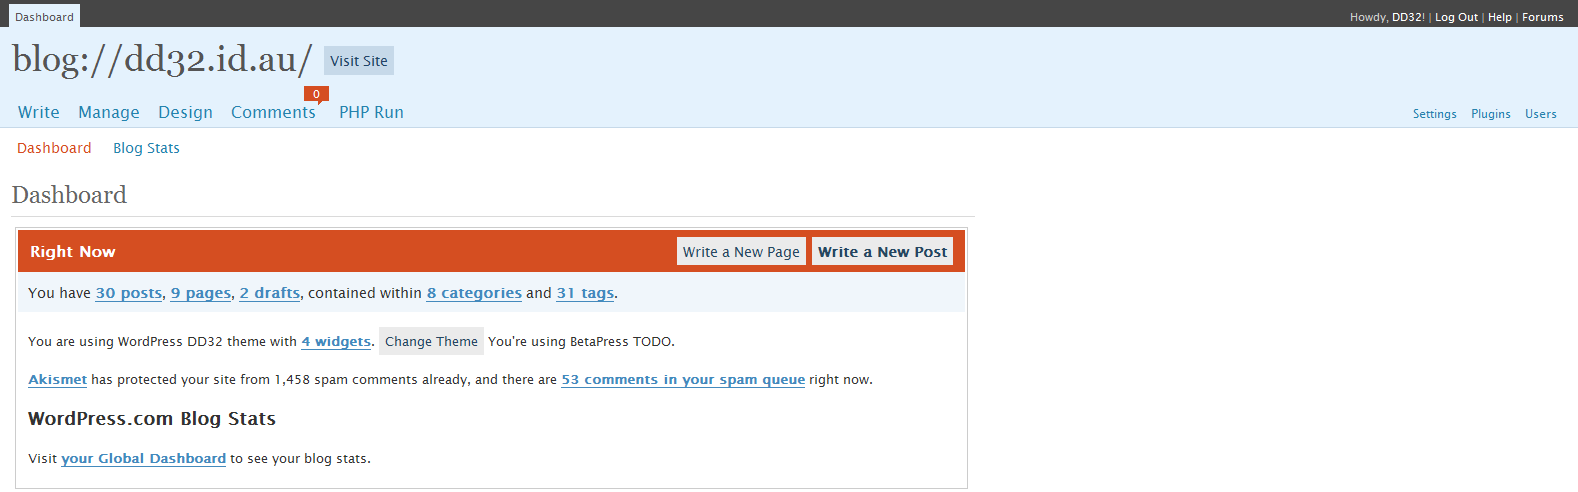 Dashboard
Howdy, DD32! | Log Out | Help | Forums
blog://dd32.id.au/ Visit Site
0
Write Manage Design Comments PHP Run
Settings Plugins Users
Dashboard Blog Stats
Dashboard
Right Now Write a New Page Write a New Post
You have 30 posts, 9 pages, 2 drafts, contained within 8 categories and 31 tags.
You are using WordPress DD32 theme with 4 widgets. Change Theme You're using BetaPress TODO.
Akismet has protected your site from 1,458 spam comments already, and there are 53 comments in your spam queue right now.
WordPress.com Blog Stats
Visit your Global Dashboard to see your blog stats.